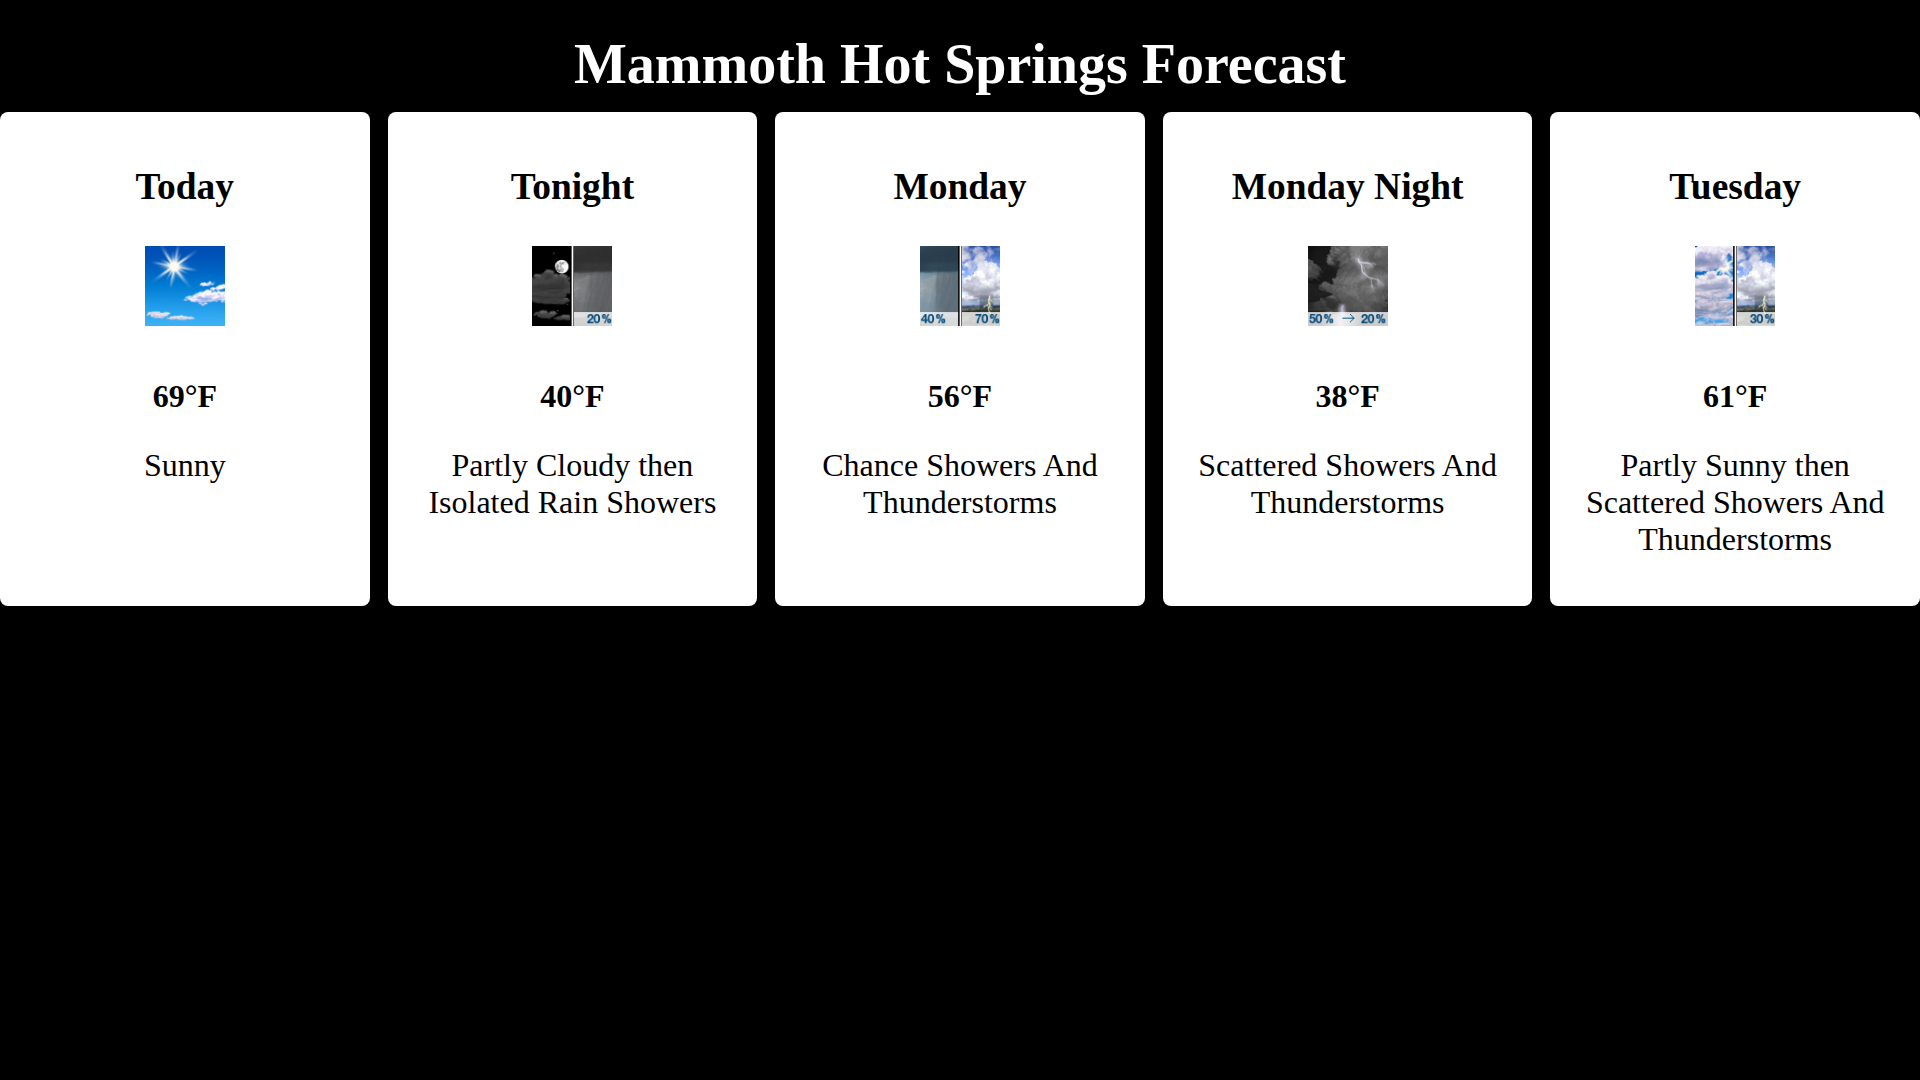 Mammoth Hot Springs Forecast
Today
69°F
Sunny
Tonight
20%
40°F
Partly Cloudy then
Isolated Rain Showers
Monday
40% 70%
56°F
Chance Showers And
Thunderstorms
Monday Night
50% → 20%
38°F
Scattered Showers And
Thunderstorms
Tuesday
30%
61°F
Partly Sunny then
Scattered Showers And
Thunderstorms